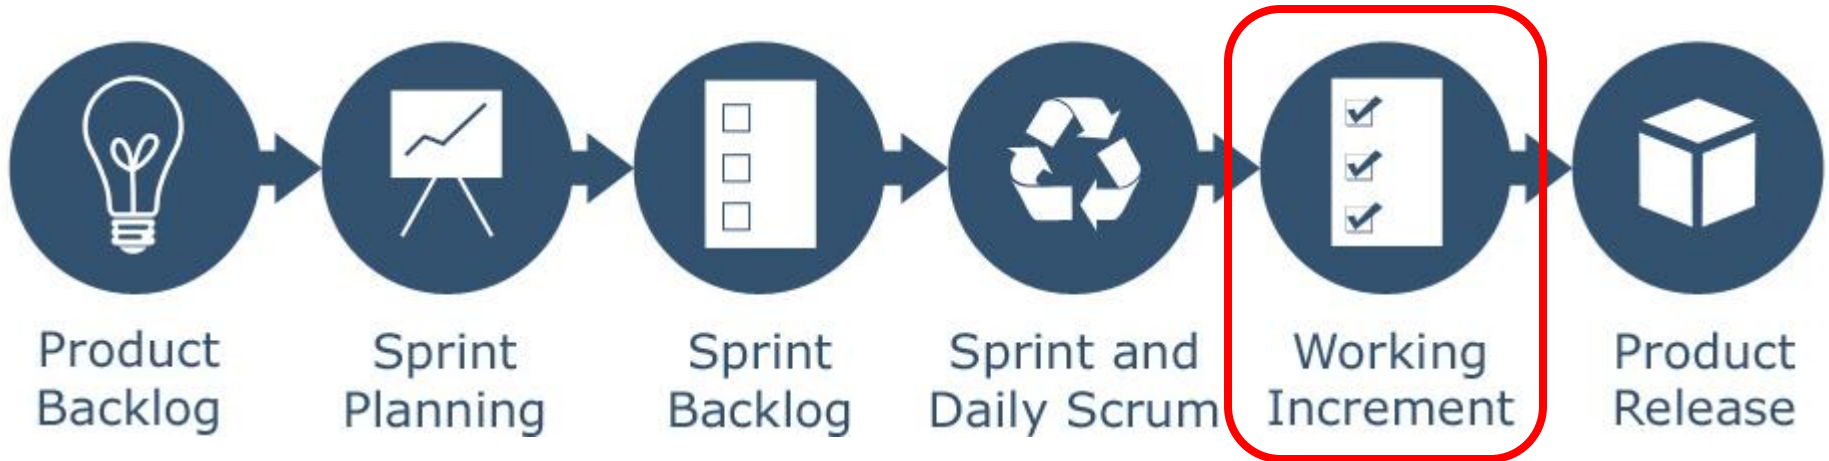 Product
Backlog
Sprint
Planning
Sprint
Backlog
Sprint and
Daily Scrum
Working
Increment
Product
Release